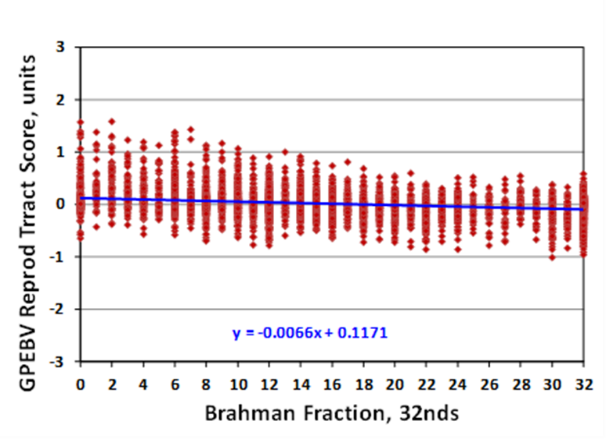 GPEBV Reprod Trract Score, units
3
2
1
0
-1
-2
-3
y = -0.0066x + 0.1171
0 2 4 6 8 10 12 14 16 18 20 22 24 26 28 30 32
Brahman Fraction, 32nds